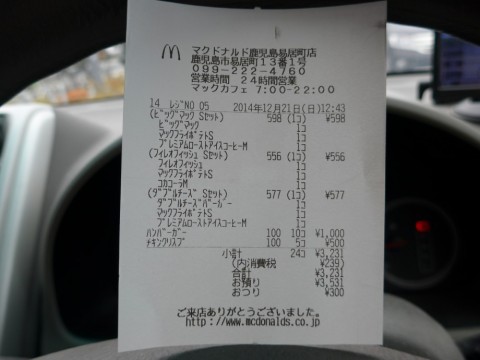 マクドナルド鹿児島易居町店
鹿児島市易居町13番1号
099-222-4760
営業時間 24時間営業
マックカフェ 7:00-22:00
14 レジNO 05 2014年12月21日(日)12:43
(ビッグマック Sセット) 598 (1コ) ¥598
ビッグマック 1コ
マックフライポテトS 1コ
プレミアムローストアイスコーヒーM 1コ
(フィレオフィッシュ Sセット) 556 (1コ) ¥556
フィレオフィッシュ 1コ
マックフライポテトS 1コ
コカコーラM 1コ
(ダブルチーズ Sセット) 577 (1コ) ¥577
ダブルチーズバーガー 1コ
マックフライポテトS 1コ
プレミアムローストアイスコーヒーM 1コ
ハンバーガー 100 10コ ¥1,000
チキンクリスプ 100 5コ ¥500
小計 24コ ¥3,231
(内消費税 ¥239)
合計 ¥3,231
お預り ¥3,531
おつり ¥300
ご来店ありがとうございました。
http://www.mcdonalds.co.jp